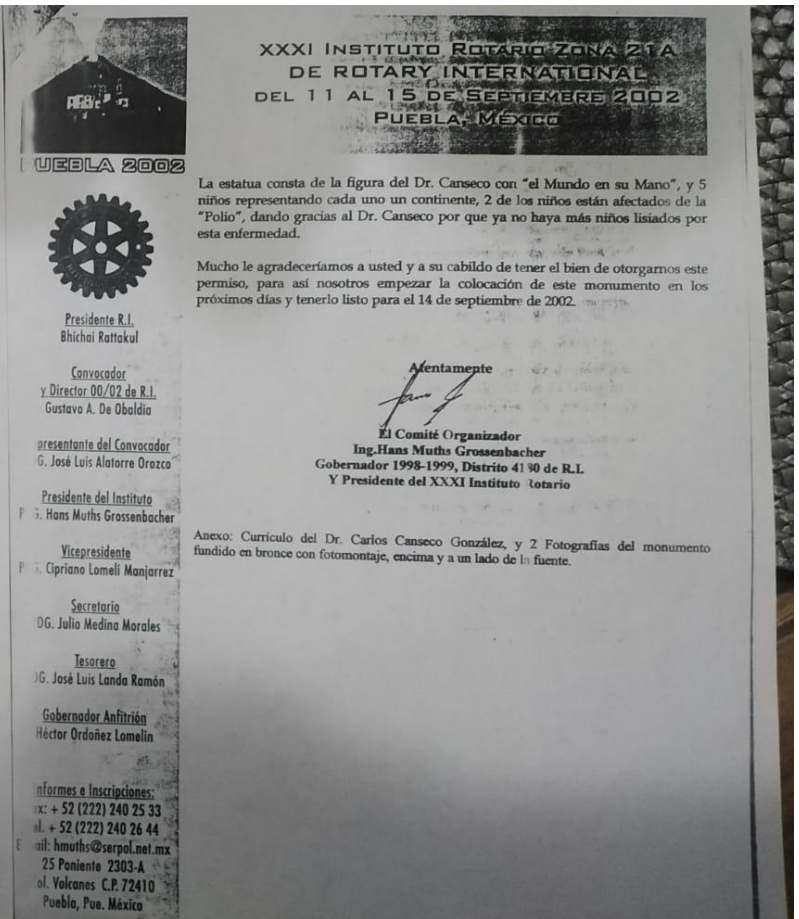 XXXI INSTITUTO ROTARIO ZONA 21A
DE ROTARY INTERNATIONAL
DEL 11 AL 15 DE SEPTIEMBRE 2002
PUEBLA, MÉXICO
PUEBLA 2002
La estatua consta de la figura del Dr. Canseco con "el Mundo en su Mano", y 5
niños representando cada uno un continente, 2 de los niños están afectados de la
"Polio", dando gracias al Dr. Canseco por que ya no haya más niños lisiados por
esta enfermedad.
Mucho le agradeceríamos a usted y a su cabildo de tener el bien de otorgarnos este
permiso, para así nosotros empezar la colocación de este monumento en los
próximos días y tenerlo listo para el 14 de septiembre de 2002.
Atentamente
El Comité Organizador
Ing.Hans Muths Grossenbacher
Gobernador 1998-1999, Distrito 4180 de R.I.
Y Presidente del XXXI Instituto Rotario
Anexo: Currículo del Dr. Carlos Canseco González, y 2 Fotografías del monumento
fundido en bronce con fotomontaje, encima y a un lado de la fuente.
Presidente R.I.
Bhichai Rattakul
Convocador
y Director 00/02 de R.I.
Gustavo A. De Obaldia
presentante del Convocador
G. José Luis Alatorre Orozco
Presidente del Instituto
P G. Hans Muths Grossenbacher
Vicepresidente
P G. Cipriano Lomelí Manjarrez
Secretario
DG. Julio Medina Morales
Tesorero
DG. José Luis Landa Ramón
Gobernador Anfitrión
Héctor Ordoñez Lomelin
nformes e Inscripciones:
x: + 52 (222) 240 25 33
l. + 52 (222) 240 26 44
E ail: hmuths@serpol.net.mx
25 Poniente 2303-A
ol. Volcanes C.P. 72410
Puebla, Pue. México